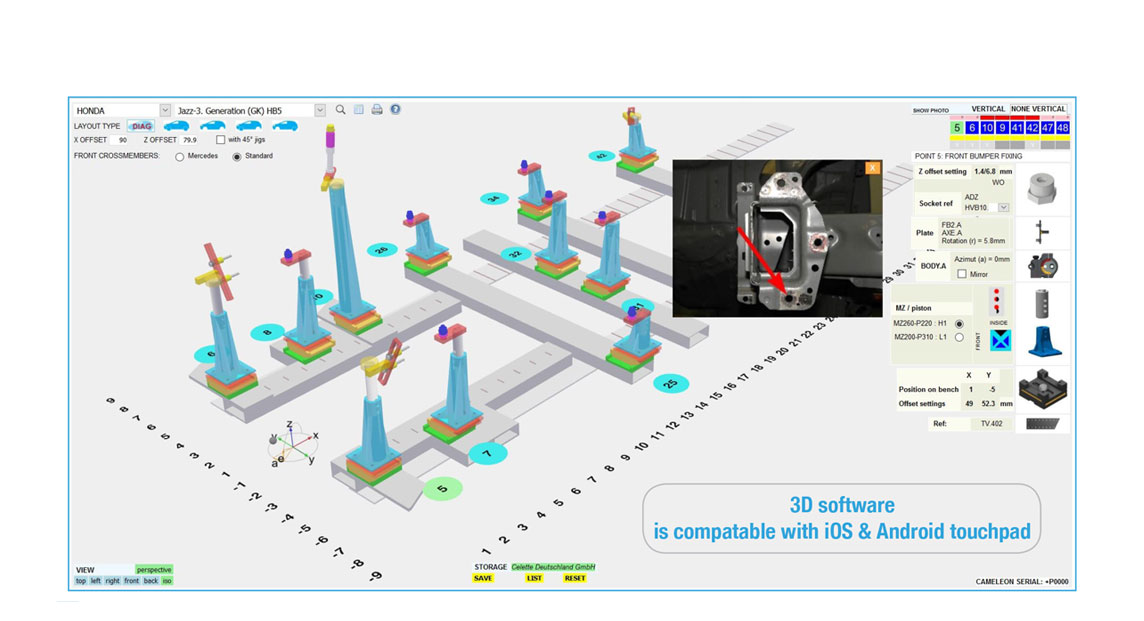 HONDA
Jazz-3. Generation (GK) HB5
LAYOUT TYPE DIAG
X OFFSET 90 Z OFFSET 79.9 with 45° jigs
FRONT CROSSMEMBERS: Mercedes Standard
SHOW PHOTO VERTICAL NONE VERTICAL
5 6 10 9 41 42 47 48
POINT 5: FRONT BUMPER FIXING
Z offset setting 1.4/6.8 mm
WO
Socket ref ADZ
HVB10.
Plate FB2.A
AXE.A
Rotation (r) = 5.8mm
BODY.A Azimut (a) = 0mm
Mirror
MZ / piston
MZ260-P220 : H1
MZ200-P310 : L1
INSIDE
FRONT
X Y
Position on bench 1 -5
Offset settings 49 52.3 mm
Ref: TV.402
X
42
34
32
26
10
8
6
25
7
5
9 8 7 6 5 4 3 2 1 -1 -2 -3 -4 -5 -6 -7 -8 -9
1 2 3 4 5 6 7 8 9 10 11 12 13 14 15 16 17 18 19 20 21 22 23
29 30 31
z
x
y
a
e
3D software
is compatable with iOS & Android touchpad
VIEW perspective
top left right front back iso
STORAGE Celette Deutschland GmbH
SAVE LIST RESET
CAMELEON SERIAL: +P0000